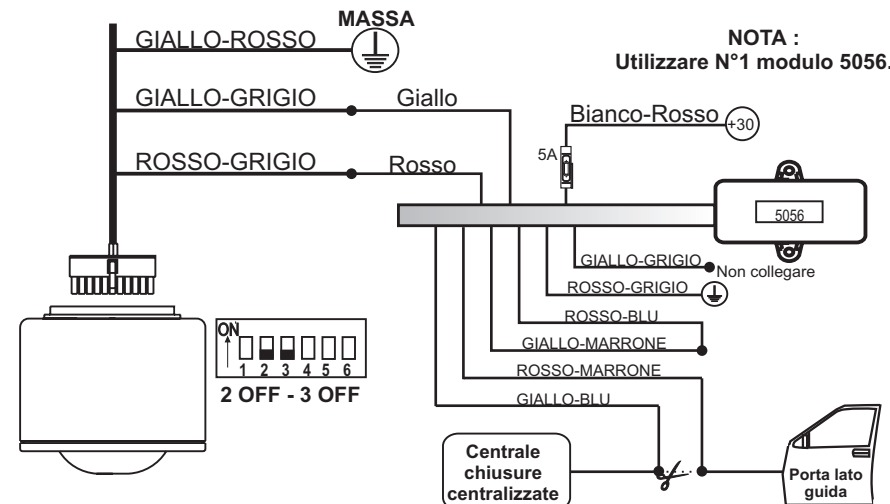 MASSA
GIALLO-ROSSO
NOTA :
Utilizzare N°1 modulo 5056.
GIALLO-GRIGIO
Giallo
Bianco-Rosso
+30
5A
ROSSO-GRIGIO
Rosso
5056
GIALLO-GRIGIO
Non collegare
ROSSO-GRIGIO
ROSSO-BLU
GIALLO-MARRONE
ROSSO-MARRONE
GIALLO-BLU
ON
1 2 3 4 5 6
2 OFF - 3 OFF
Centrale
chiusure
centralizzate
Porta lato
guida